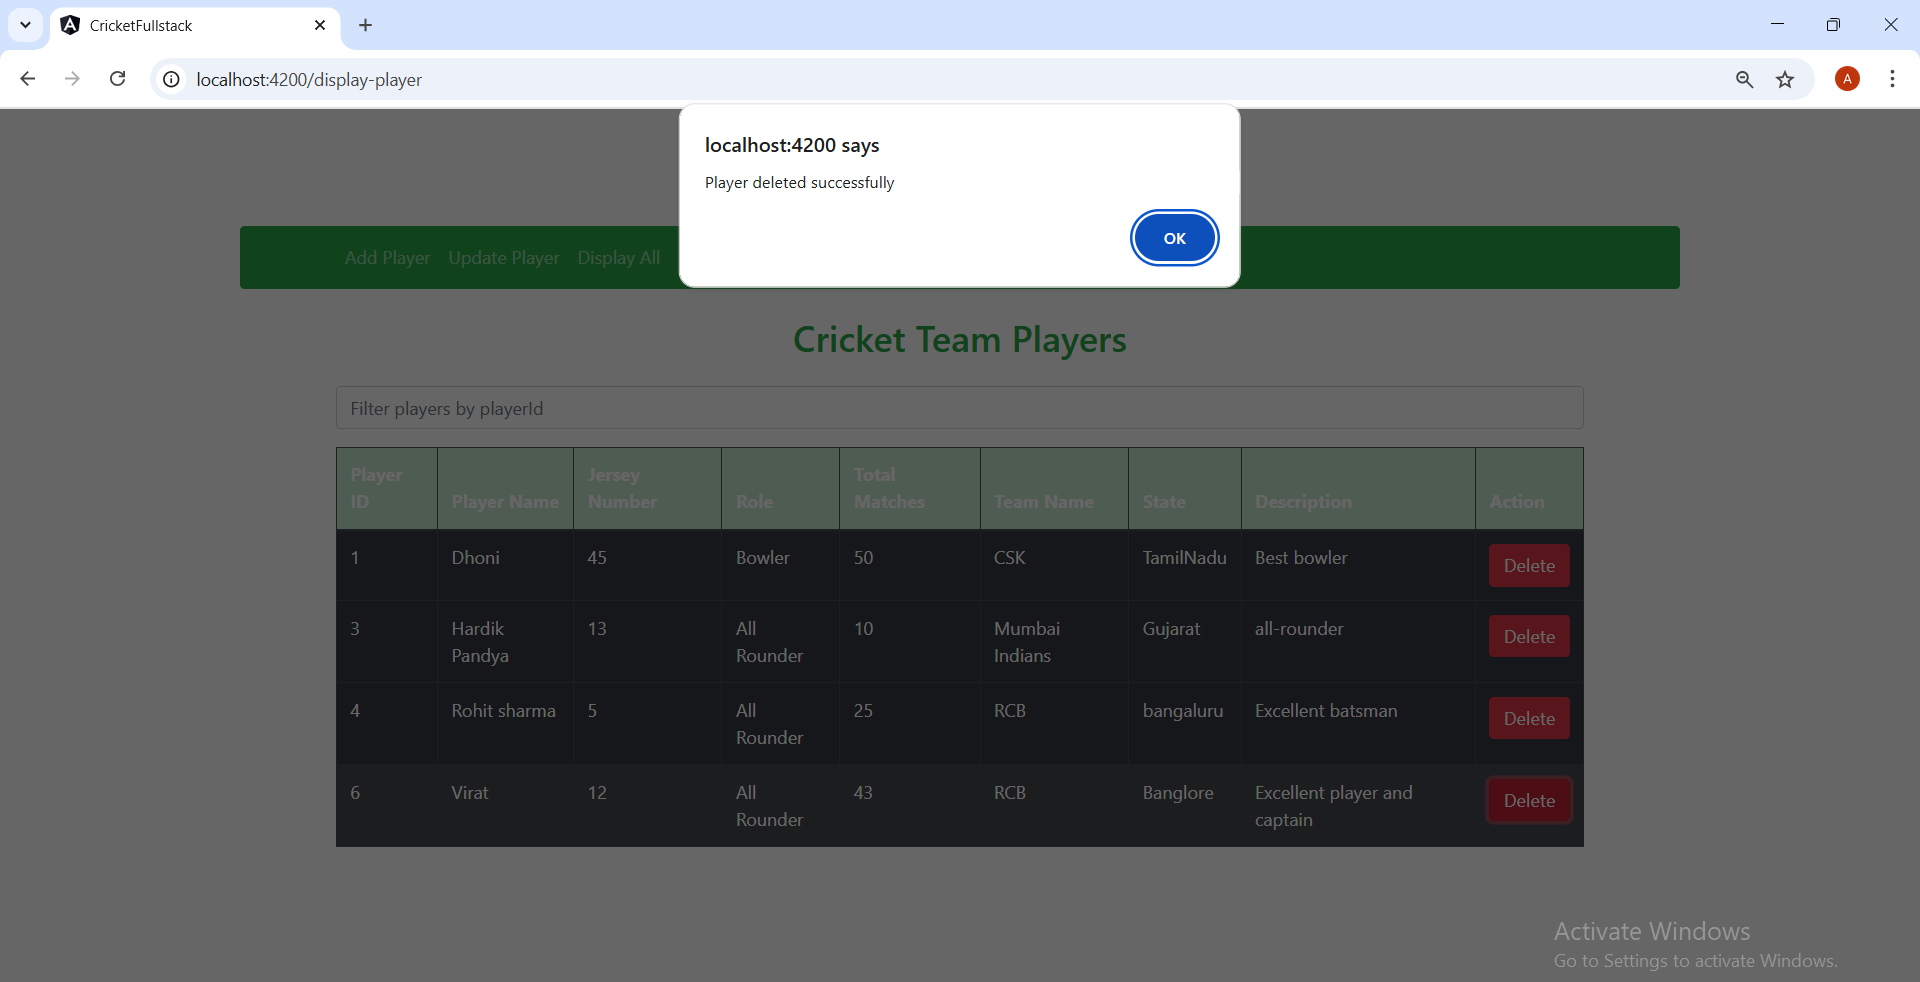 CricketFullstack
localhost:4200/display-player
A
localhost:4200 says
Player deleted successfully
OK
Add Player Update Player Display All
Cricket Team Players
Filter players by playerId
Player ID Player Name Jersey Number Role Total Matches Team Name State Description Action
1 Dhoni 45 Bowler 50 CSK TamilNadu Best bowler Delete
3 Hardik Pandya 13 All Rounder 10 Mumbai Indians Gujarat all-rounder Delete
4 Rohit sharma 5 All Rounder 25 RCB bangaluru Excellent batsman Delete
6 Virat 12 All Rounder 43 RCB Banglore Excellent player and captain Delete
Activate Windows
Go to Settings to activate Windows.